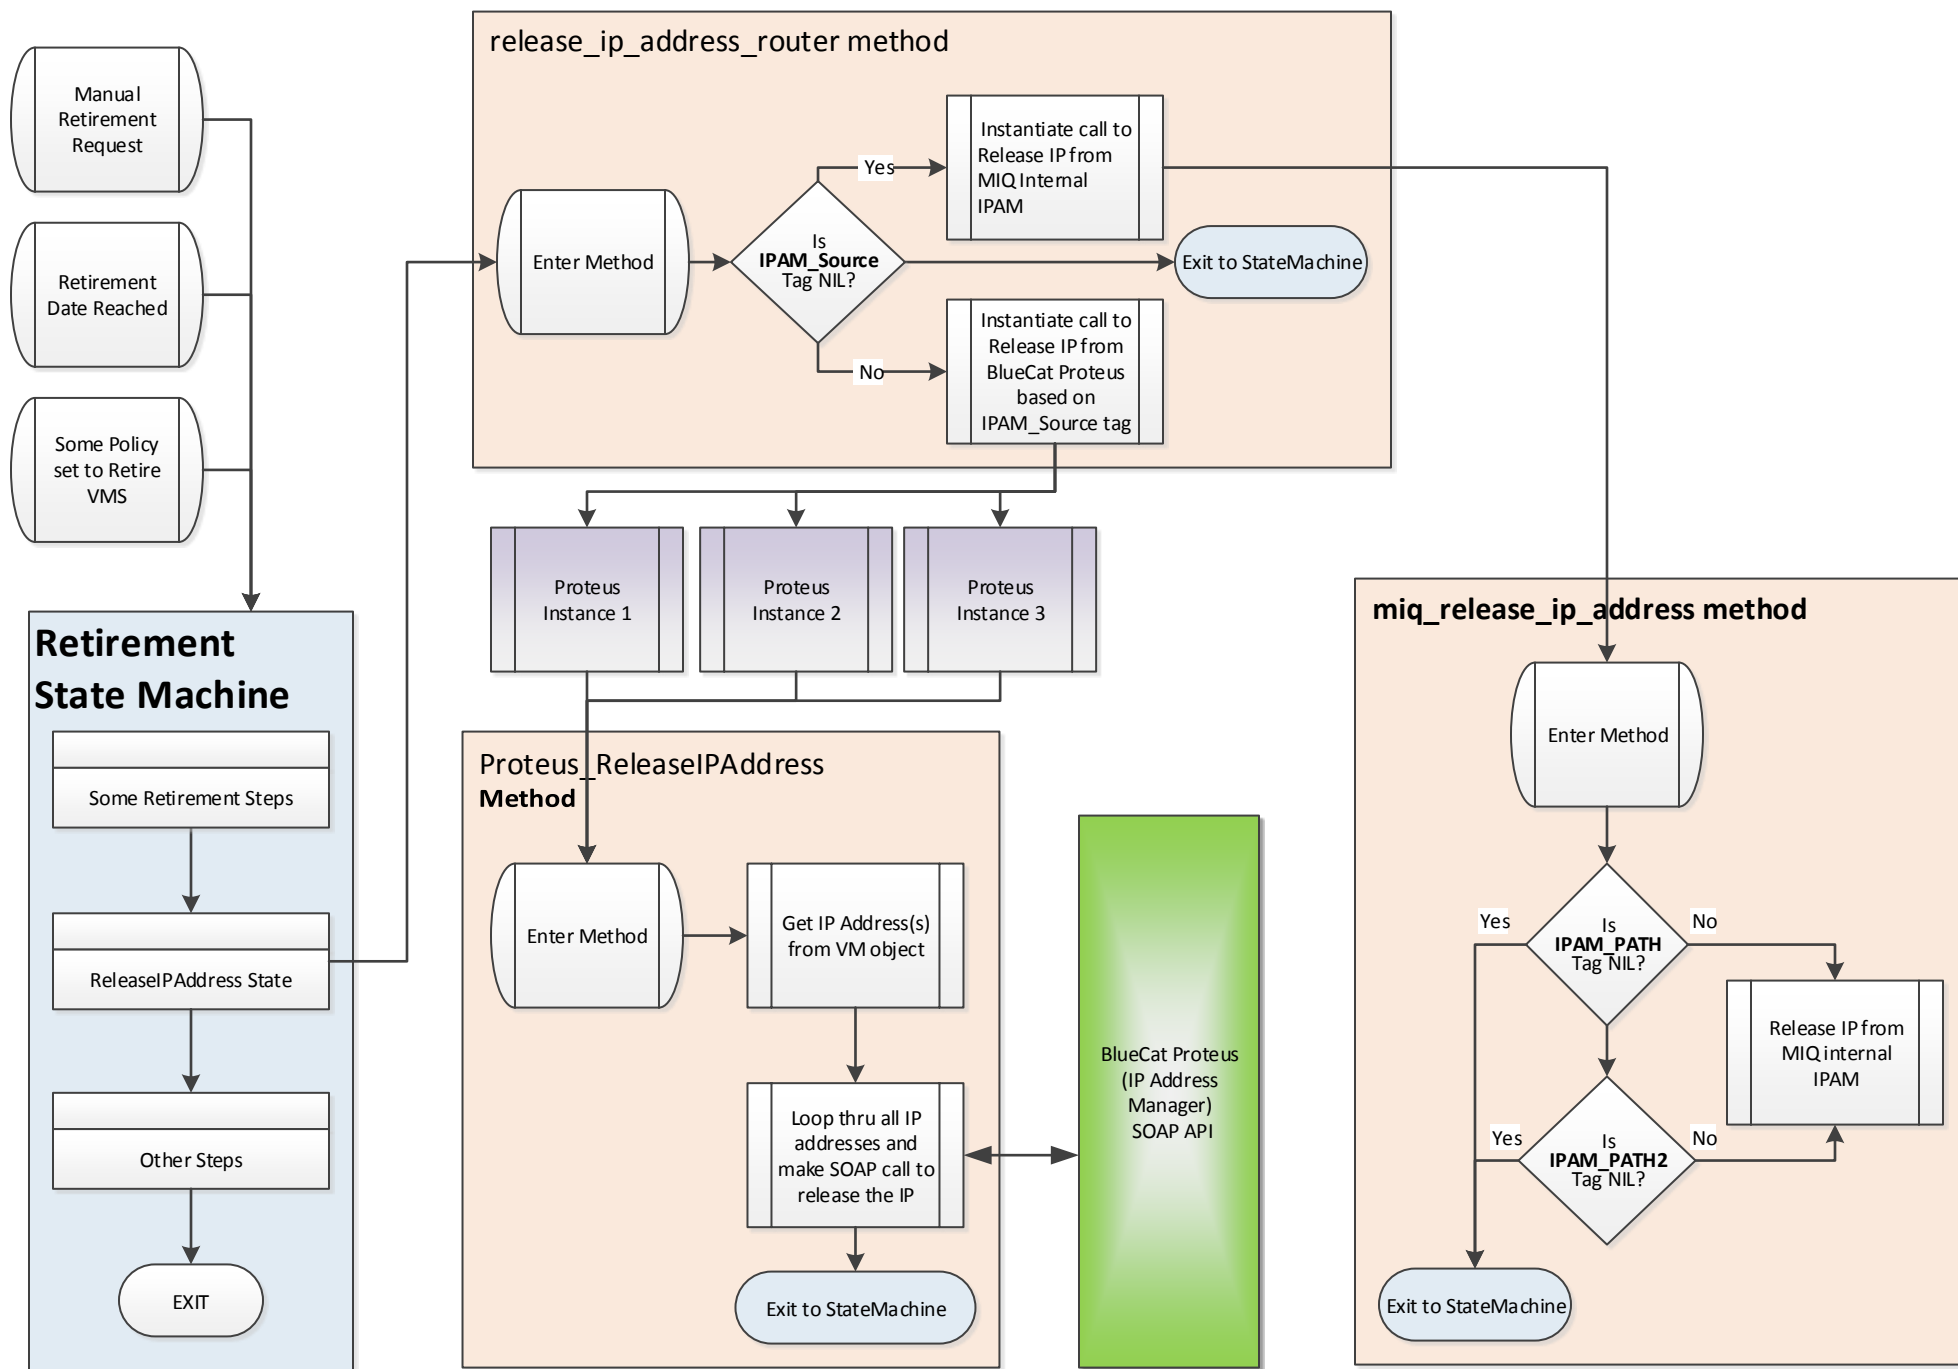 Manual
Retirement
Request
Retirement
Date Reached
Some Policy
set to Retire
VMS
Retirement
State Machine
Some Retirement Steps
ReleaseIPAddress State
Other Steps
EXIT
release_ip_address_router method
Enter Method
Is
IPAM_Source
Tag NIL?
Yes
No
Instantiate call to
Release IP from
MIQ Internal
IPAM
Exit to StateMachine
Instantiate call to
Release IP from
BlueCat Proteus
based on
IPAM_Source tag
Proteus
Instance 1
Proteus
Instance 2
Proteus
Instance 3
Proteus_ReleaseIPAddress
Method
Enter Method
Get IP Address(s)
from VM object
Loop thru all IP
addresses and
make SOAP call to
release the IP
Exit to StateMachine
BlueCat Proteus
(IP Address
Manager)
SOAP API
miq_release_ip_address method
Enter Method
Is
IPAM_PATH
Tag NIL?
Yes
No
Release IP from
MIQ internal
IPAM
Is
IPAM_PATH2
Tag NIL?
Yes
No
Exit to StateMachine